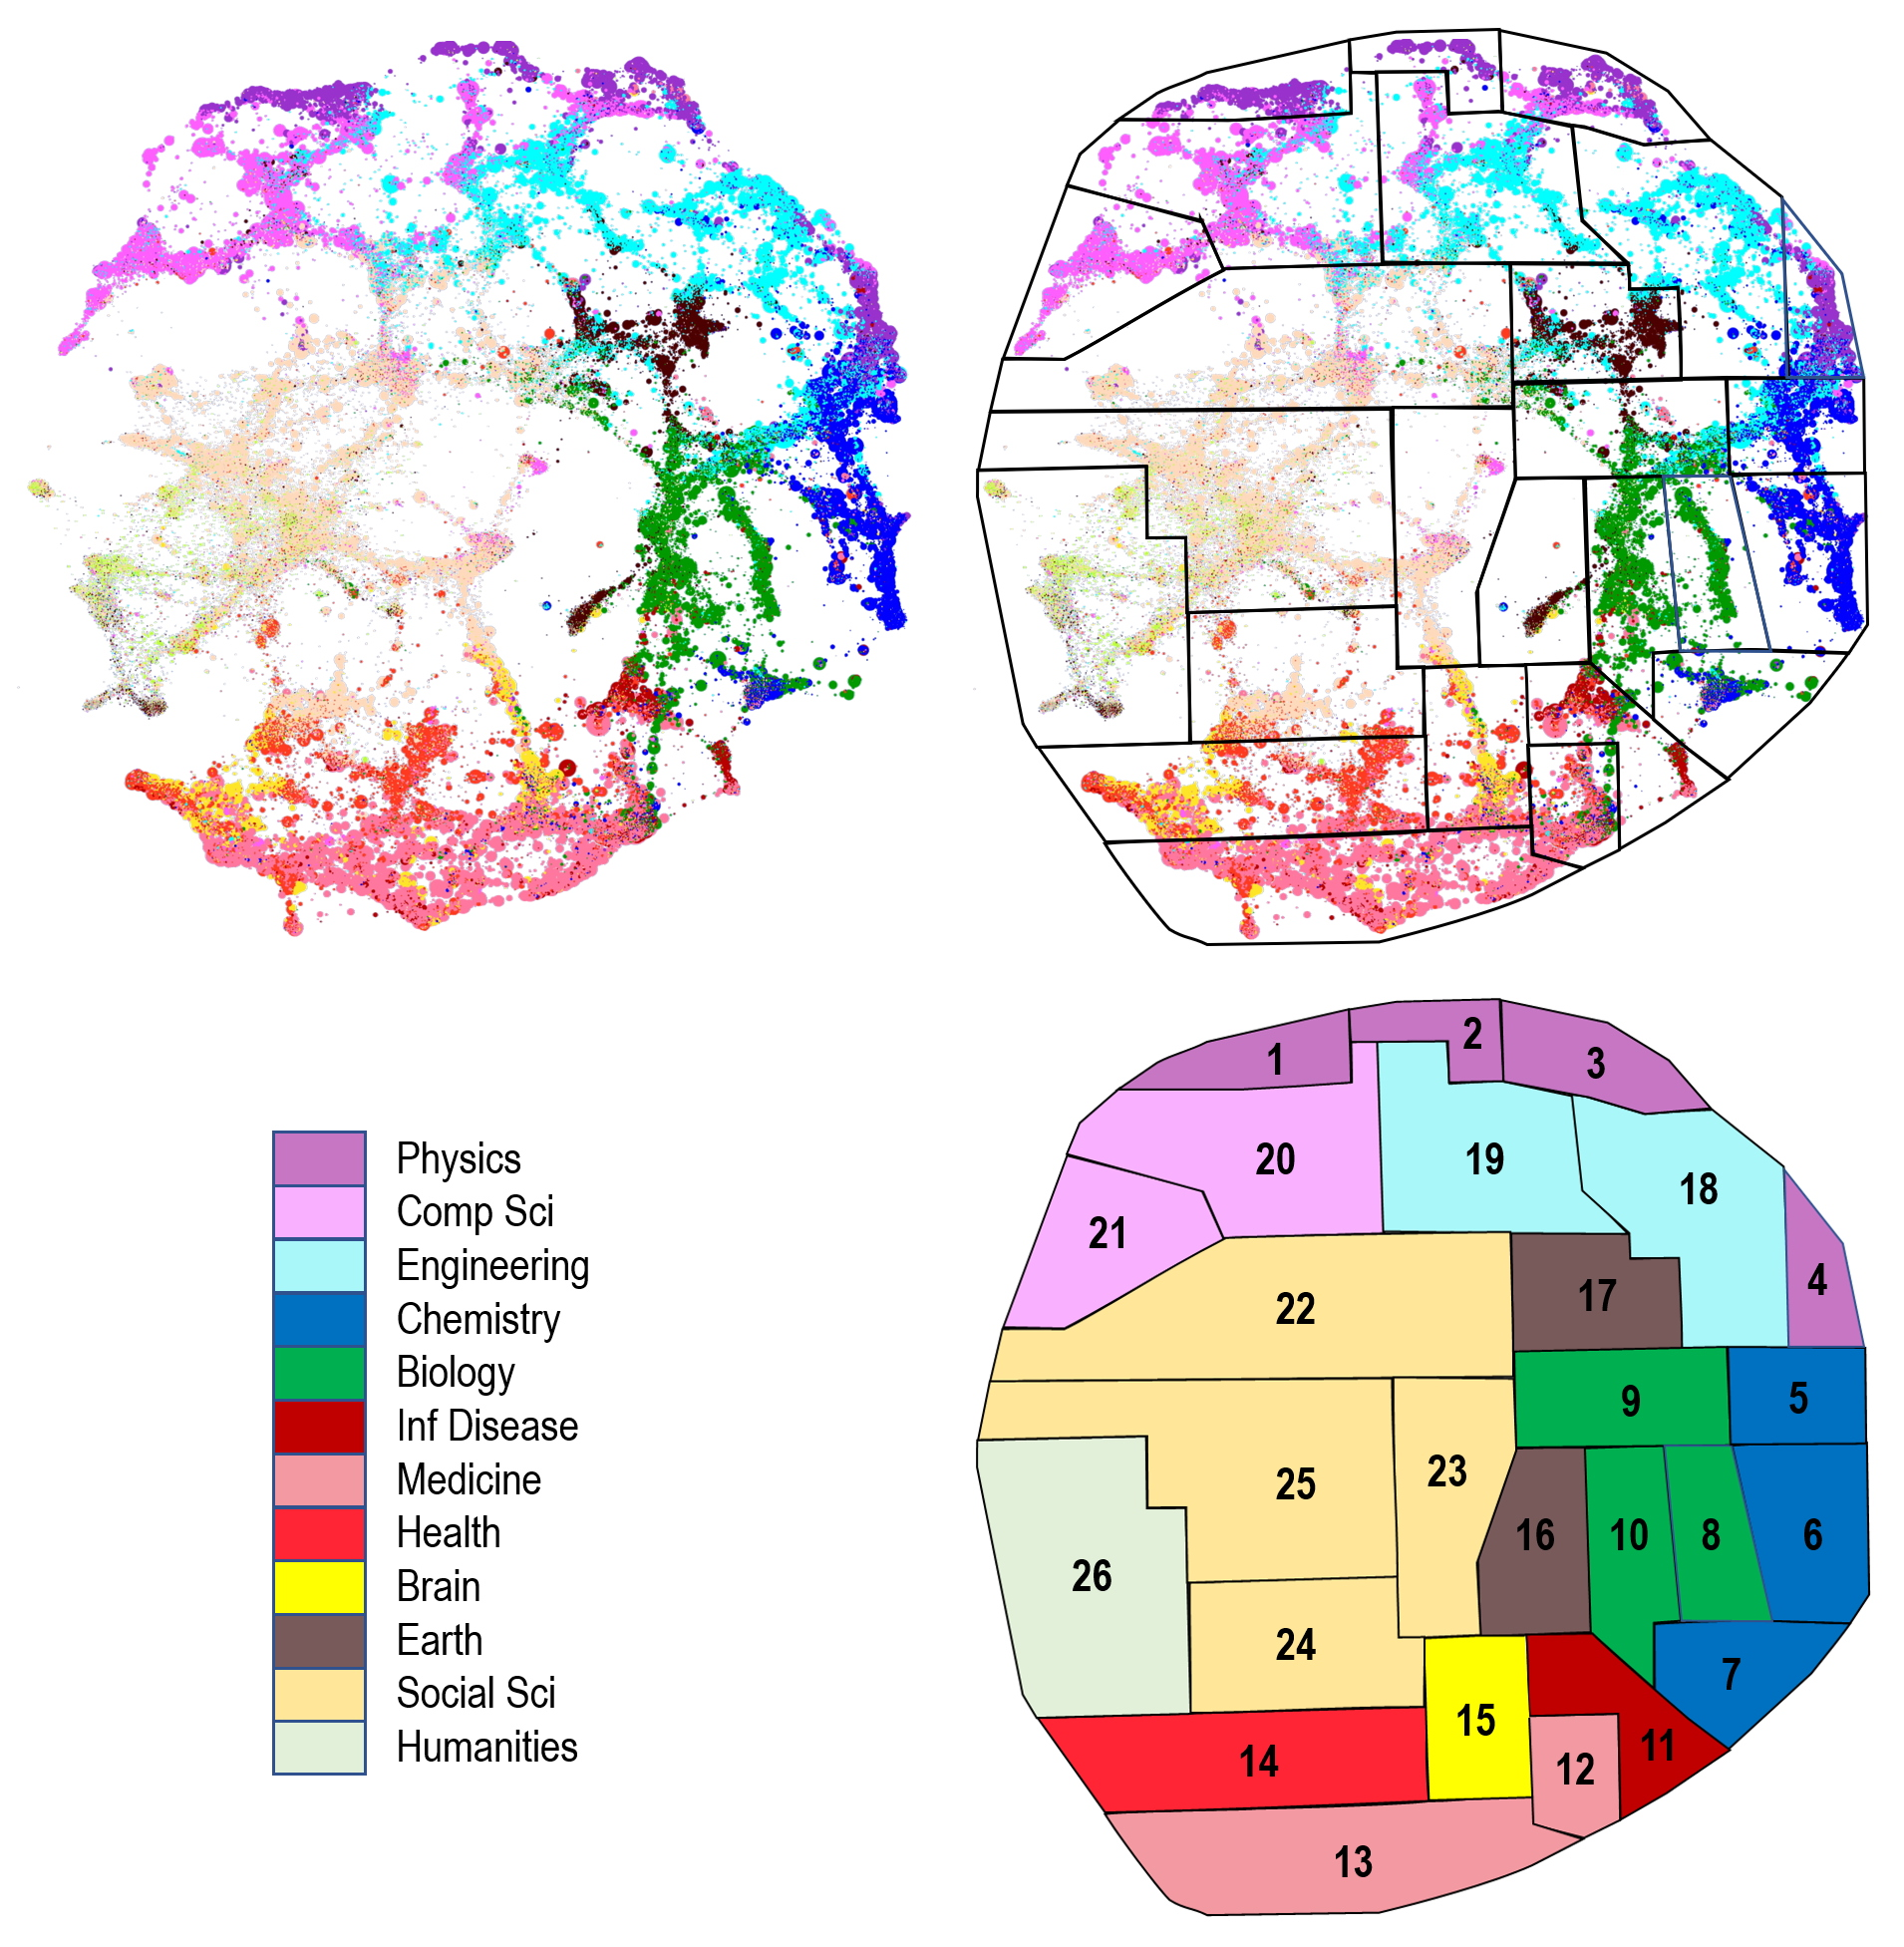 1
2
3
20
19
18
21
4
22
17
9
5
23
25
16
10
8
6
26
24
7
15
11
14
12
13
Physics
Comp Sci
Engineering
Chemistry
Biology
Inf Disease
Medicine
Health
Brain
Earth
Social Sci
Humanities